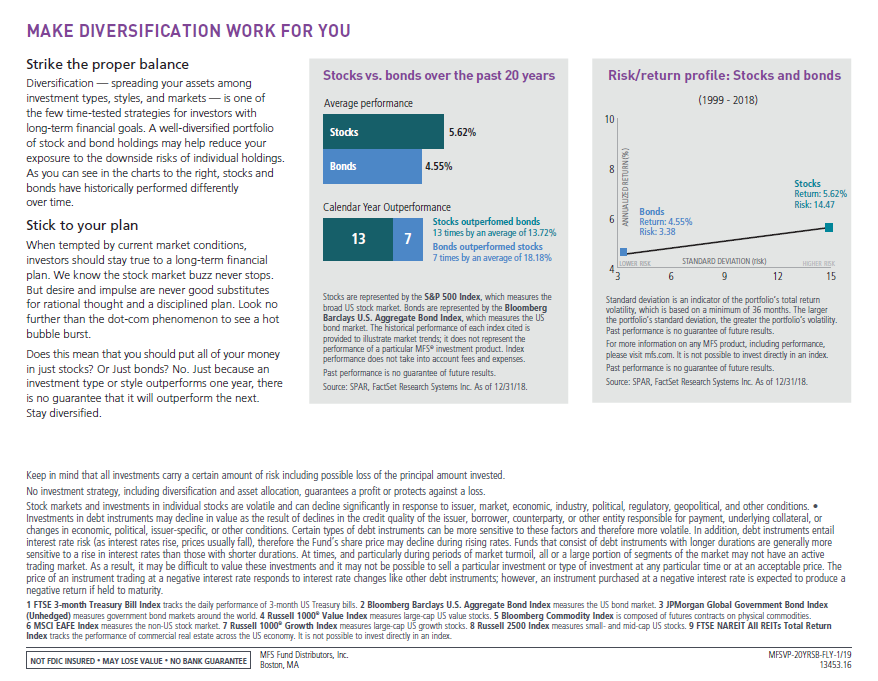 MAKE DIVERSIFICATION WORK FOR YOU
Strike the proper balance
Diversification — spreading your assets among
investment types, styles, and markets — is one of
the few time-tested strategies for investors with
long-term financial goals. A well-diversified portfolio
of stock and bond holdings may help reduce your
exposure to the downside risks of individual holdings.
As you can see in the charts to the right, stocks and
bonds have historically performed differently
over time.
Stick to your plan
When tempted by current market conditions,
investors should stay true to a long-term financial
plan. We know the stock market buzz never stops.
But desire and impulse are never good substitutes
for rational thought and a disciplined plan. Look no
further than the dot-com phenomenon to see a hot
bubble burst.
Does this mean that you should put all of your money
in just stocks? Or Just bonds? No. Just because an
investment type or style outperforms one year, there
is no guarantee that it will outperform the next.
Stay diversified.
Stocks vs. bonds over the past 20 years
Average performance
Stocks
5.62%
Bonds
4.55%
Calendar Year Outperformance
13
7
Stocks outperfomed bonds
13 times by an average of 13.72%
Bonds outperformed stocks
7 times by an average of 18.18%
Stocks are represented by the S&P 500 Index, which measures the
broad US stock market. Bonds are represented by the Bloomberg
Barclays U.S. Aggregate Bond Index, which measures the US
bond market. The historical performance of each index cited is
provided to illustrate market trends; it does not represent the
performance of a particular MFS® investment product. Index
performance does not take into account fees and expenses.
Past performance is no guarantee of future results.
Source: SPAR, FactSet Research Systems Inc. As of 12/31/18.
Risk/return profile: Stocks and bonds
(1999 - 2018)
10
8
6
4
ANNUALIZED RETURN(%)
Stocks
Return: 5.62%
Risk: 14.47
Bonds
Return: 4.55%
Risk: 3.38
LOWER RISK
STANDARD DEVIATION (RISK)
HIGHER RISK
3
6
9
12
15
Standard deviation is an indicator of the portfolio's total return
volatility, which is based on a minimum of 36 months. The larger
the portfolio's standard deviation, the greater the portfolio's volatility.
Past performance is no guarantee of future results.
For more information on any MFS product, including performance,
please visit mfs.com. It is not possible to invest directly in an index.
Past performance is no guarantee of future results.
Source: SPAR, FactSet Research Systems Inc. As of 12/31/18.
Keep in mind that all investments carry a certain amount of risk including possible loss of the principal amount invested.
No investment strategy, including diversification and asset allocation, guarantees a profit or protects against a loss.
Stock markets and investments in individual stocks are volatile and can decline significantly in response to issuer, market, economic, industry, political, regulatory, geopolitical, and other conditions. •
Investments in debt instruments may decline in value as the result of declines in the credit quality of the issuer, borrower, counterparty, or other entity responsible for payment, underlying collateral, or
changes in economic, political, issuer-specific, or other conditions. Certain types of debt instruments can be more sensitive to these factors and therefore more volatile. In addition, debt instruments entail
interest rate risk (as interest rates rise, prices usually fall), therefore the Fund's share price may decline during rising rates. Funds that consist of debt instruments with longer durations are generally more
sensitive to a rise in interest rates than those with shorter durations. At times, and particularly during periods of market turmoil, all or a large portion of segments of the market may not have an active
trading market. As a result, it may be difficult to value these investments and it may not be possible to sell a particular investment or type of investment at any particular time or at an acceptable price. The
price of an instrument trading at a negative interest rate responds to interest rate changes like other debt instruments; however, an instrument purchased at a negative interest rate is expected to produce a
negative return if held to maturity.
1 FTSE 3-month Treasury Bill Index tracks the daily performance of 3-month US Treasury bills. 2 Bloomberg Barclays U.S. Aggregate Bond Index measures the US bond market. 3 JPMorgan Global Government Bond Index
(Unhedged) measures government bond markets around the world. 4 Russell 1000® Value Index measures large-cap US value stocks. 5 Bloomberg Commodity Index is composed of futures contracts on physical commodities.
6 MSCI EAFE Index measures the non-US stock market. 7 Russell 1000® Growth Index measures large-cap US growth stocks. 8 Russell 2500 Index measures small- and mid-cap US stocks. 9 FTSE NAREIT All REITs Total Return
Index tracks the performance of commercial real estate across the US economy. It is not possible to invest directly in an index.
NOT FDIC INSURED • MAY LOSE VALUE • NO BANK GUARANTEE
MFS Fund Distributors, Inc.
Boston, MA
MFSVP-20YRSB-FLY-1/19
13453.16